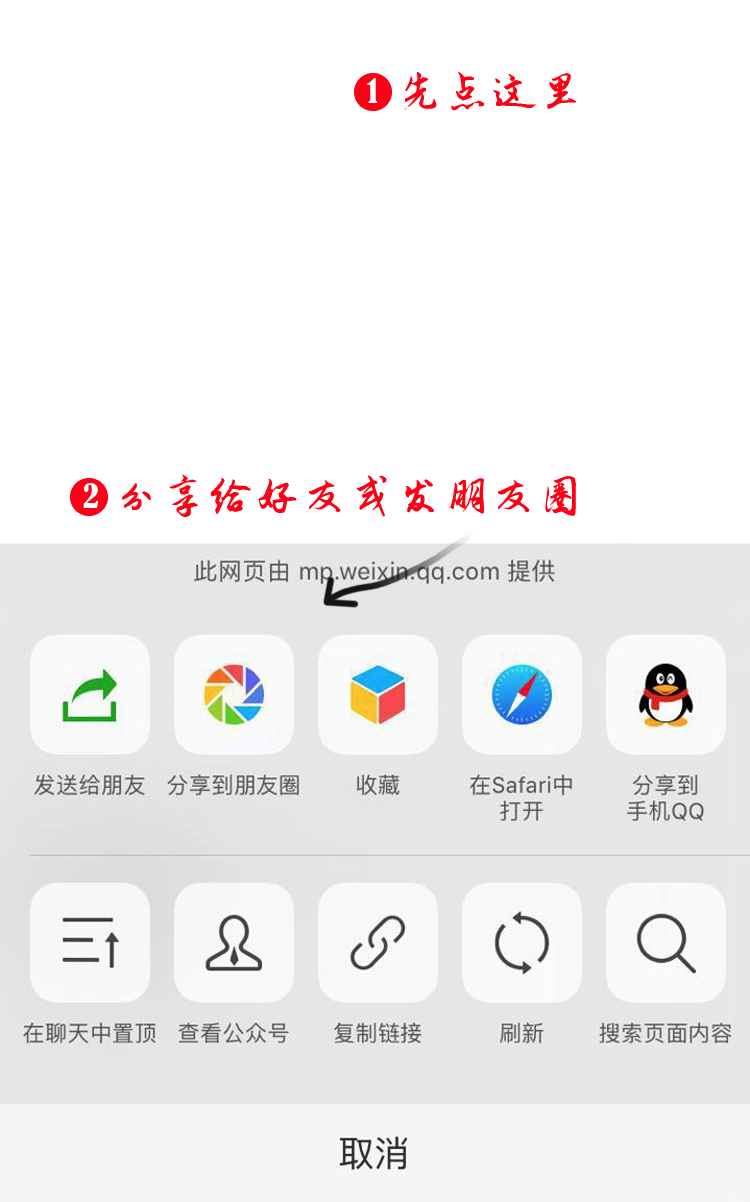 1 先点这里
2 分享给好友或发朋友圈
此网页由 mp.weixin.qq.com 提供
发送给朋友
分享到朋友圈
收藏
在Safari中
打开
分享到
手机QQ
在聊天中置顶
查看公众号
复制链接
刷新
搜索页面内容
取消